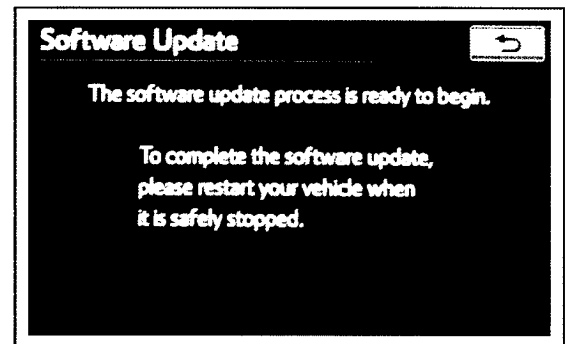 Software Update
The software update process is ready to begin.
To complete the software update,
please restart your vehicle when
it is safely stopped.